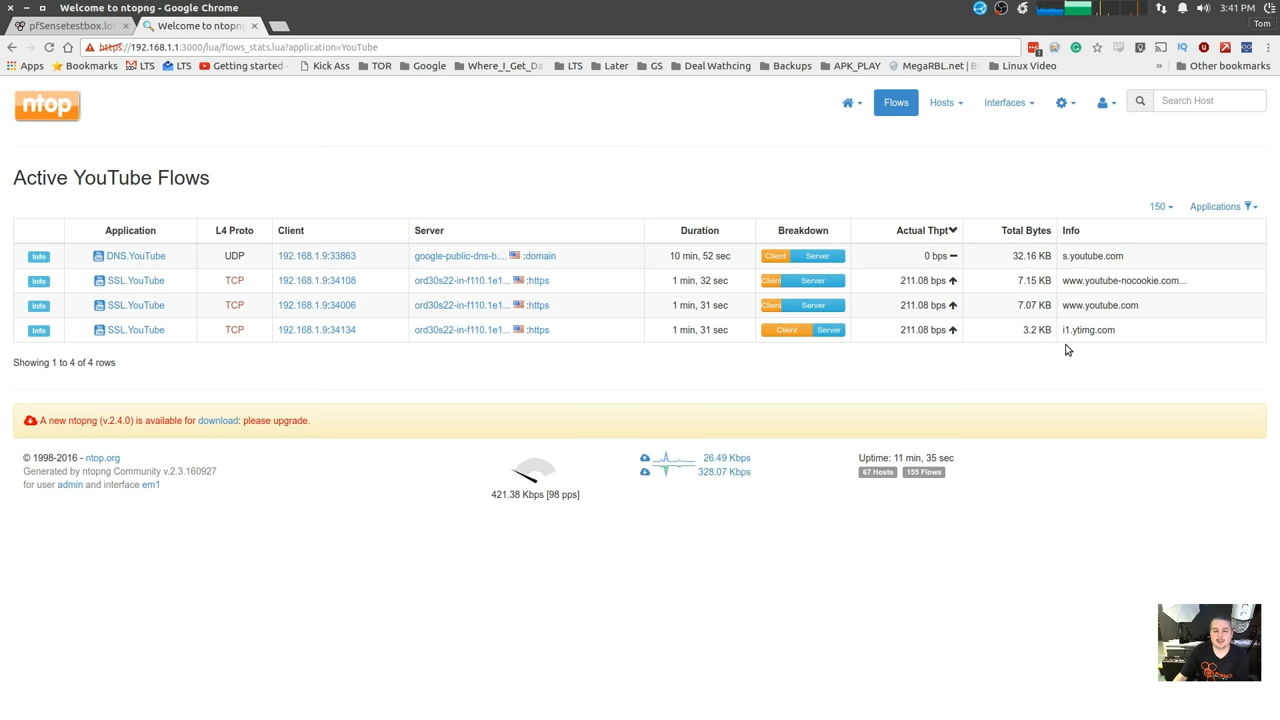 Welcome to ntopng - Google Chrome
3:41 PM
pfSensetestbox.lo
Welcome to ntopn
Tom
https://192.168.1.1:3000/lua/flows_stats.lua?application=YouTube
Apps Bookmarks LTS LTS Getting started Kick Ass TOR Google Where_I_Get_Da LTS Later GS Deal Wathcing Backups APK_PLAY MegaRBL.net | B Linux Video » Other bookmarks
ntop
Flows Hosts Interfaces Search Host
Active YouTube Flows
150 Applications
Application L4 Proto Client Server Duration Breakdown Actual Thpt Total Bytes Info
Info DNS.YouTube UDP 192.168.1.9:33863 google-public-dns-b.... :domain 10 min, 52 sec Client Server 0 bps 32.16 KB s.youtube.com
Info SSL.YouTube TCP 192.168.1.9:34108 ord30s22-in-f110.1e1... :https 1 min, 32 sec Client Server 211.08 bps 7.15 KB www.youtube-nocookie.com...
Info SSL.YouTube TCP 192.168.1.9:34006 ord30s22-in-f110.1e1... :https 1 min, 31 sec Client Server 211.08 bps 7.07 KB www.youtube.com
Info SSL.YouTube TCP 192.168.1.9:34134 ord30s22-in-f110.1e1... :https 1 min, 31 sec Client Server 211.08 bps 3.2 KB i1.ytimg.com
Showing 1 to 4 of 4 rows
A new ntopng (v.2.4.0) is available for download: please upgrade.
© 1998-2016 - ntop.org
Generated by ntopng Community v.2.3.160927
for user admin and interface em1
421.38 Kbps [98 pps]
26.49 Kbps
328.07 Kbps
Uptime: 11 min, 35 sec
67 Hosts 155 Flows